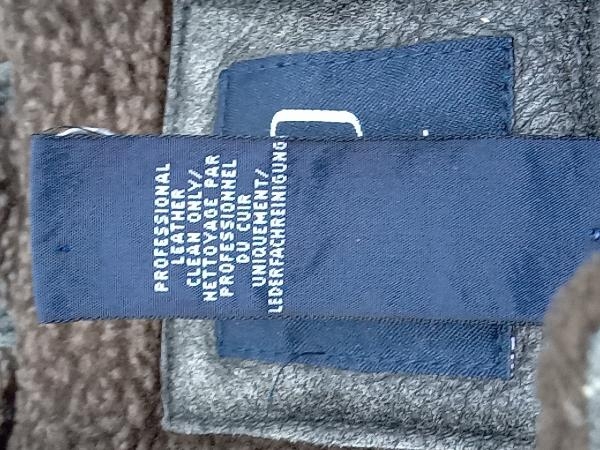 PROFESSIONAL
LEATHER
CLEAN ONLY/
NETTOYAGE PAR
PROFESSIONNEL
DU CUIR
UNIQUEMENT/
LEDERFACHREINIGUNG